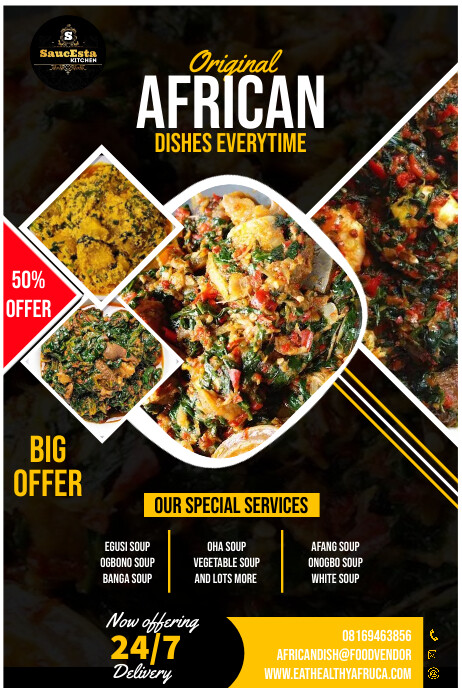 S
SaucEsta
KITCHEN
Original
AFRICAN
DISHES EVERYTIME
50%
OFFER
BIG
OFFER
OUR SPECIAL SERVICES
EGUSI SOUP
OGBONO SOUP
BANGA SOUP
OHA SOUP
VEGETABLE SOUP
AND LOTS MORE
AFANG SOUP
ONOGBO SOUP
WHITE SOUP
Now offering
24/7
Delivery
08169463856
AFRICANDISH@FOODVENDOR
WWW.EATHEALTHYAFRUCA.COM